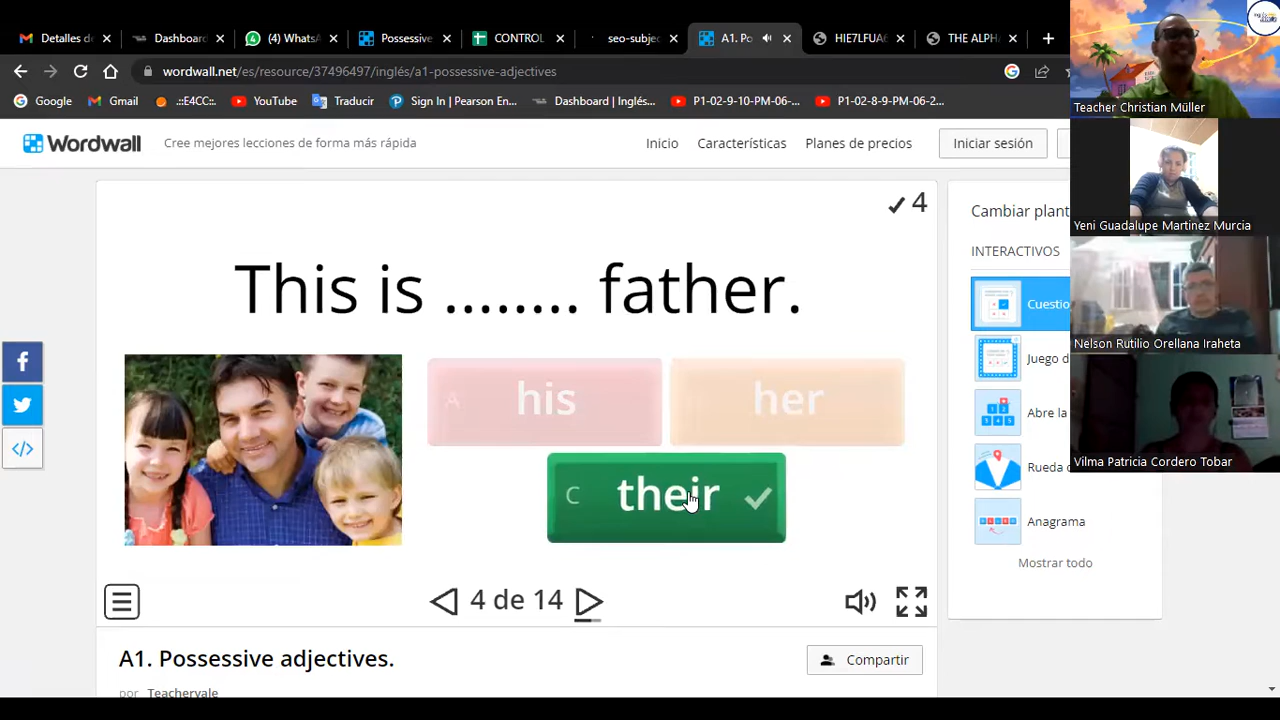 Detalles de
Dashboard
(4) WhatsA
Possessive
CONTROL
seo-subjec
A1. Po
HIE7LFUA6
THE ALPHA
wordwall.net/es/resource/37496497/inglés/a1-possessive-adjectives
Google
Gmail
.::E4CC::.
YouTube
Traducir
Sign In | Pearson En...
Dashboard | Inglés...
P1-02-9-10-PM-06-...
P1-02-8-9-PM-06-2...
Wordwall
Cree mejores lecciones de forma más rápida
Inicio
Características
Planes de precios
Iniciar sesión
4
This is ........ father.
A his
her
C their
4 de 14
A1. Possessive adjectives.
Compartir
por Teachervale
Cambiar plant
INTERACTIVOS
Cuestio
Juego d
Abre la
Rueda d
Anagrama
Mostrar todo
Teacher Christian Müller
Yeni Guadalupe Martinez Murcia
Nelson Rutilio Orellana Iraheta
Vilma Patricia Cordero Tobar